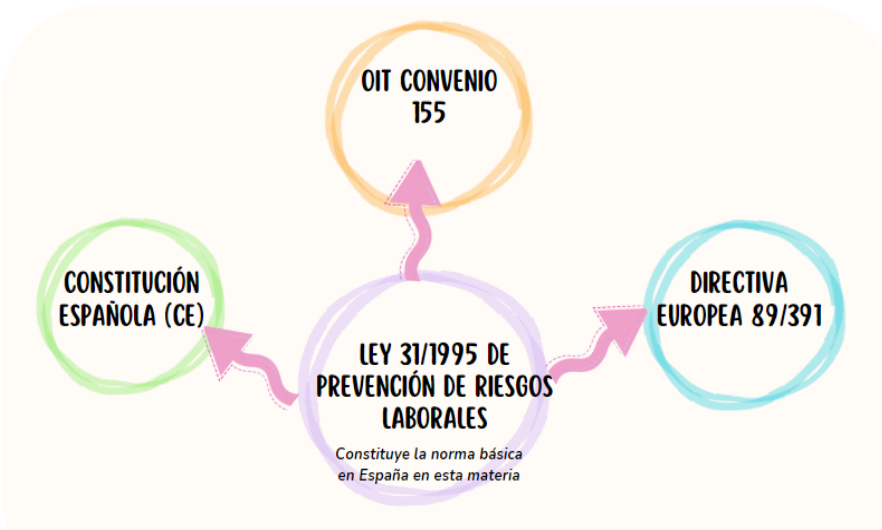 OIT CONVENIO
155
CONSTITUCIÓN
ESPAÑOLA (CE)
DIRECTIVA
EUROPEA 89/391
LEY 31/1995 DE
PREVENCIÓN DE RIESGOS
LABORALES
Constituye la norma básica
en España en esta materia